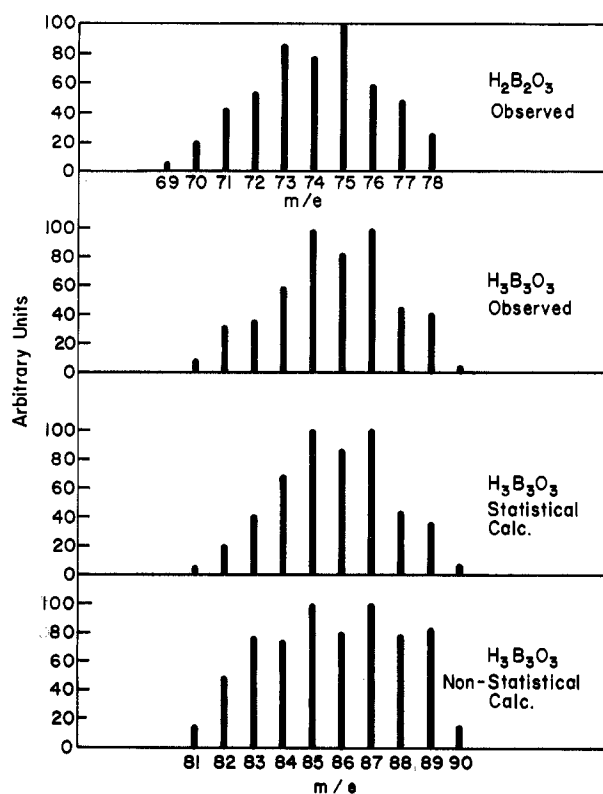 Arbitrary Units
100
80
60
40
20
0
H₂B₂O₃
Observed
69 70 71 72 73 74 75 76 77 78
m/e
100
80
60
40
20
0
H₃B₃O₃
Observed
100
80
60
40
20
0
H₃B₃O₃
Statistical
Calc.
100
80
60
40
20
0
H₃B₃O₃
Non-Statistical
Calc.
81 82 83 84 85 86 87 88 89 90
m/e